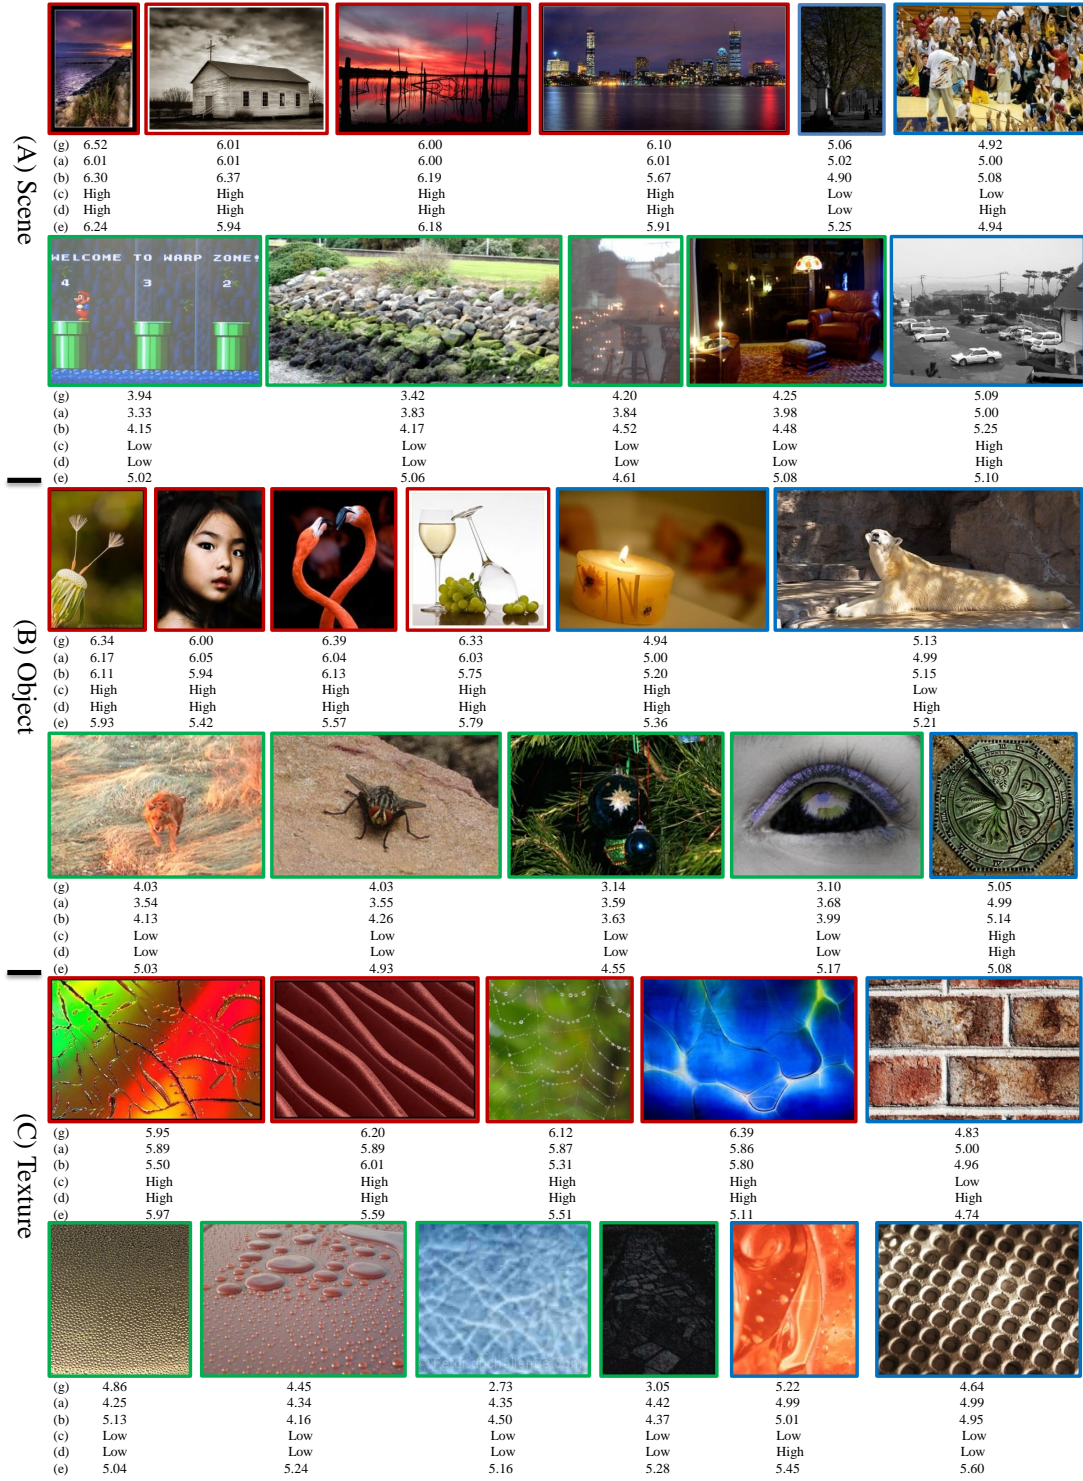 (A) Scene
WELCOME TO WARP ZONE!
4 3 2
(g) 6.52 6.01 6.00 6.10 5.06 4.92
(a) 6.01 6.01 6.00 6.01 5.02 5.00
(b) 6.30 6.37 6.19 5.67 4.90 5.08
(c) High High High High Low Low
(d) High High High High Low High
(e) 6.24 5.94 6.18 5.91 5.25 4.94
(g) 3.94 3.42 4.20 4.25 5.09
(a) 3.33 3.83 3.84 3.98 5.00
(b) 4.15 4.17 4.52 4.48 5.25
(c) Low Low Low Low High
(d) Low Low Low Low High
(e) 5.02 5.06 4.61 5.08 5.10
(B) Object
(g) 6.34 6.00 6.39 6.33 4.94 5.13
(a) 6.17 6.05 6.04 6.03 5.00 4.99
(b) 6.11 5.94 6.13 5.75 5.20 5.15
(c) High High High High High Low
(d) High High High High High High
(e) 5.93 5.42 5.57 5.79 5.36 5.21
(g) 4.03 4.03 3.14 3.10 5.05
(a) 3.54 3.55 3.59 3.68 4.99
(b) 4.13 4.26 3.63 3.99 5.14
(c) Low Low Low Low High
(d) Low Low Low Low High
(e) 5.03 4.93 4.55 5.17 5.08
(C) Texture
(g) 5.95 6.20 6.12 6.39 4.83
(a) 5.89 5.89 5.87 5.86 5.00
(b) 5.50 6.01 5.31 5.80 4.96
(c) High High High High Low
(d) High High High High High
(e) 5.97 5.59 5.51 5.11 4.74
(g) 4.86 4.45 2.73 3.05 5.22 4.64
(a) 4.25 4.34 4.35 4.42 4.99 4.99
(b) 5.13 4.16 4.50 4.37 5.01 4.95
(c) Low Low Low Low Low Low
(d) Low Low Low Low High Low
(e) 5.04 5.24 5.16 5.28 5.45 5.60